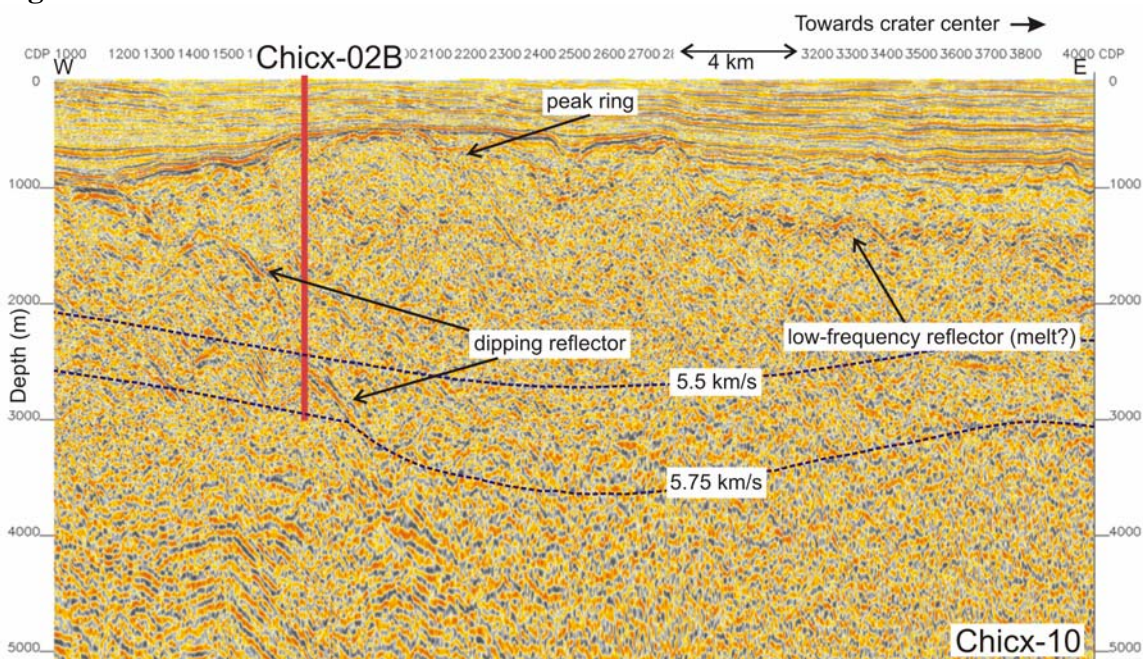 Towards crater center →
CDP 1000 1200 1300 1400 1500 2100 2200 2300 2400 2500 2600 2700 3200 3300 3400 3600 3700 3800 4000 CDP
W Chicx-02B 4 km E
0 0
peak ring
1000 1000
2000 2000
dipping reflector low-frequency reflector (melt?)
5.5 km/s
Depth (m)
3000 3000
5.75 km/s
4000 4000
Chicx-10
5000 5000